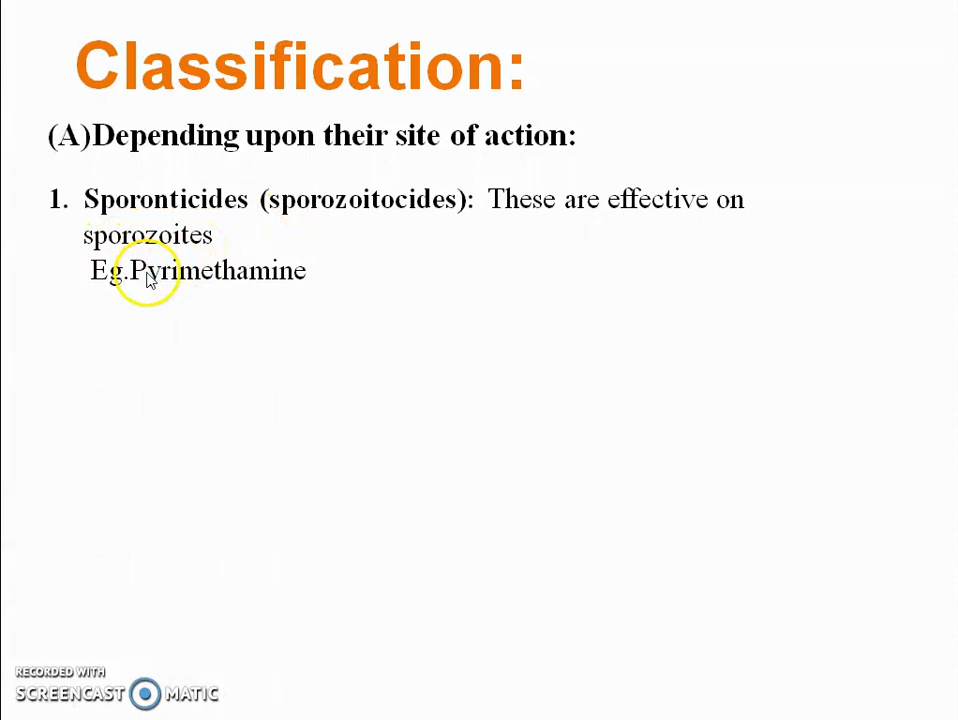 Classification:
(A)Depending upon their site of action:
1. Sporonticides (sporozoitocides): These are effective on
sporozoites
Eg.Pyrimethamine
RECORDED WITH
SCREENCAST MATIC